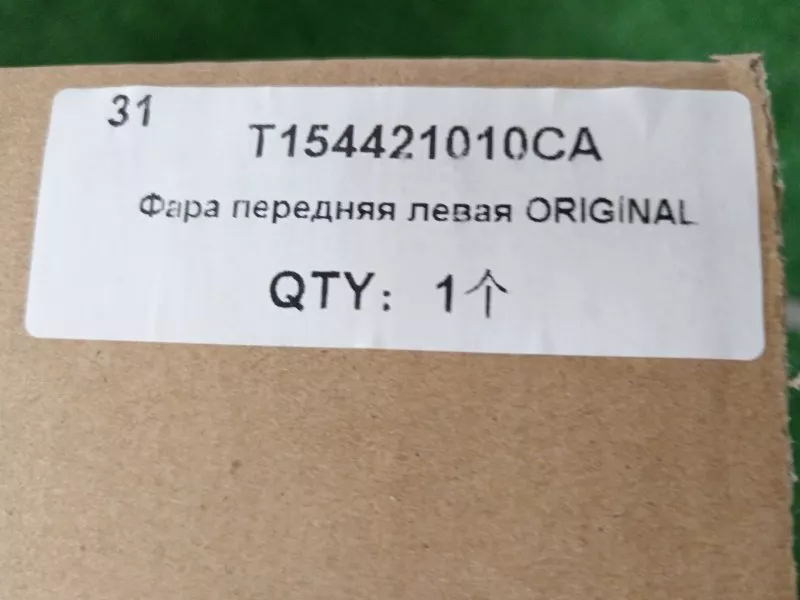 31
T154421010CA
Фара передняя левая ORIGINAL
QTY： 1个